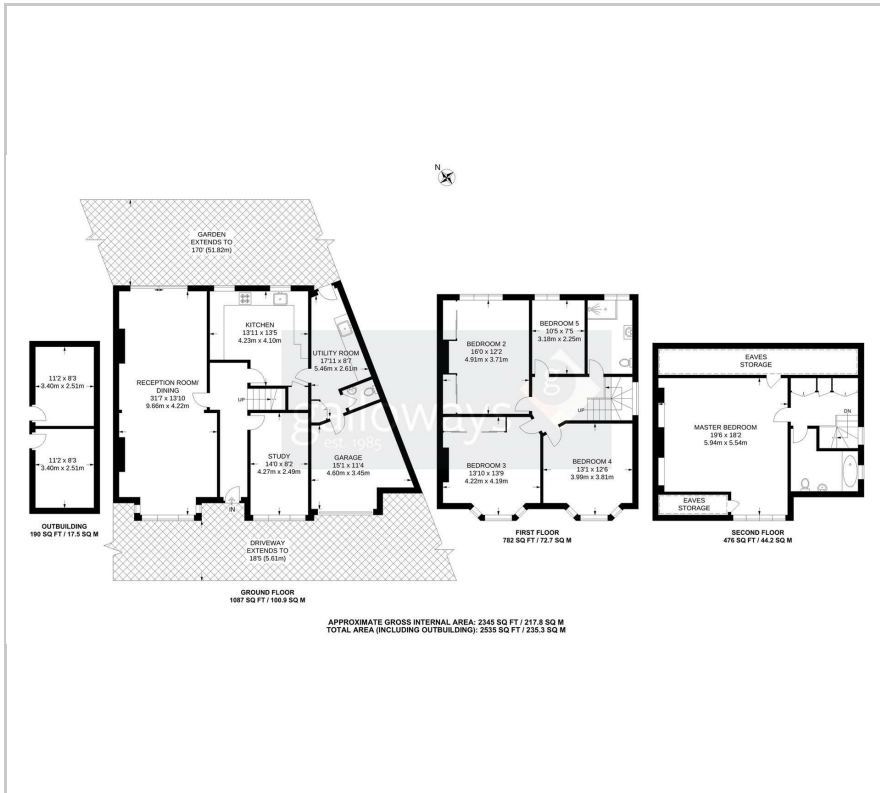 N
GARDEN
EXTENDS TO
170' (51.82m)
RECEPTION ROOM/
DINING
31'7 x 13'10
9.66m x 4.22m
KITCHEN
13'11 x 13'5
4.23m x 4.10m
UTILITY ROOM
17'11 x 8'7
5.46m x 2.61m
UP
STUDY
14'0 x 8'2
4.27m x 2.49m
GARAGE
15'1 x 11'4
4.60m x 3.45m
IN
DRIVEWAY
EXTENDS TO
18'5 (5.61m)
GROUND FLOOR
1087 SQ FT / 100.9 SQ M
11'2 x 8'3
3.40m x 2.51m
11'2 x 8'3
3.40m x 2.51m
OUTBUILDING
190 SQ FT / 17.5 SQ M
BEDROOM 2
16'0 x 12'2
4.91m x 3.71m
BEDROOM 5
10'5 x 7'5
3.18m x 2.25m
UP
BEDROOM 3
13'10 x 13'9
4.22m x 4.19m
BEDROOM 4
13'1 x 12'6
3.99m x 3.81m
FIRST FLOOR
782 SQ FT / 72.7 SQ M
EAVES
STORAGE
MASTER BEDROOM
19'6 x 18'2
5.94m x 5.54m
DN
EAVES
STORAGE
SECOND FLOOR
476 SQ FT / 44.2 SQ M
galloways
est. 1985
g
APPROXIMATE GROSS INTERNAL AREA: 2345 SQ FT / 217.8 SQ M
TOTAL AREA (INCLUDING OUTBUILDING): 2535 SQ FT / 235.3 SQ M